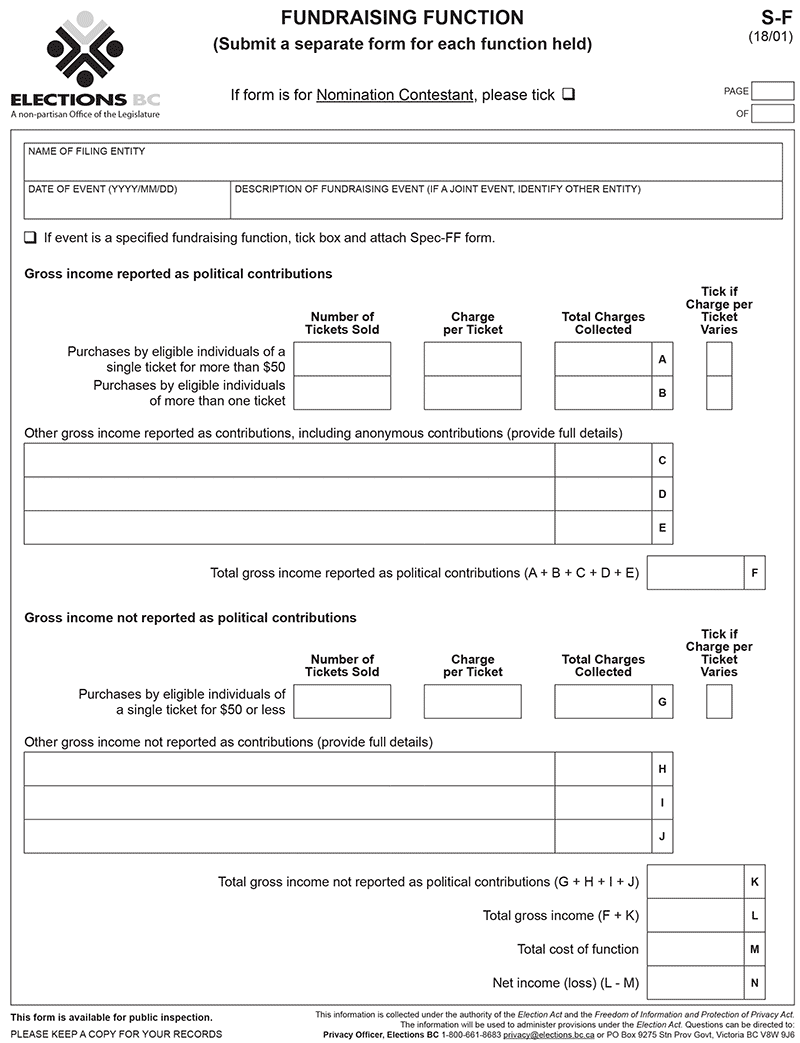 FUNDRAISING FUNCTION
S-F
(Submit a separate form for each function held)
(18/01)
ELECTIONS BC
A non-partisan Office of the Legislature
If form is for Nomination Contestant, please tick ❑
PAGE
OF
NAME OF FILING ENTITY
DATE OF EVENT (YYYY/MM/DD)
DESCRIPTION OF FUNDRAISING EVENT (IF A JOINT EVENT, IDENTIFY OTHER ENTITY)
❑ If event is a specified fundraising function, tick box and attach Spec-FF form.
Gross income reported as political contributions
Number of
Tickets Sold
Charge
per Ticket
Total Charges
Collected
Tick if
Charge per
Ticket
Varies
Purchases by eligible individuals of a
single ticket for more than $50
A
Purchases by eligible individuals
of more than one ticket
B
Other gross income reported as contributions, including anonymous contributions (provide full details)
C
D
E
Total gross income reported as political contributions (A + B + C + D + E)
F
Gross income not reported as political contributions
Number of
Tickets Sold
Charge
per Ticket
Total Charges
Collected
Tick if
Charge per
Ticket
Varies
Purchases by eligible individuals of
a single ticket for $50 or less
G
Other gross income not reported as contributions (provide full details)
H
I
J
Total gross income not reported as political contributions (G + H + I + J)
K
Total gross income (F + K)
L
Total cost of function
M
Net income (loss) (L - M)
N
This form is available for public inspection.
PLEASE KEEP A COPY FOR YOUR RECORDS
This information is collected under the authority of the Election Act and the Freedom of Information and Protection of Privacy Act.
The information will be used to administer provisions under the Election Act. Questions can be directed to:
Privacy Officer, Elections BC 1-800-661-8683 privacy@elections.bc.ca or PO Box 9275 Stn Prov Govt, Victoria BC V8W 9J6